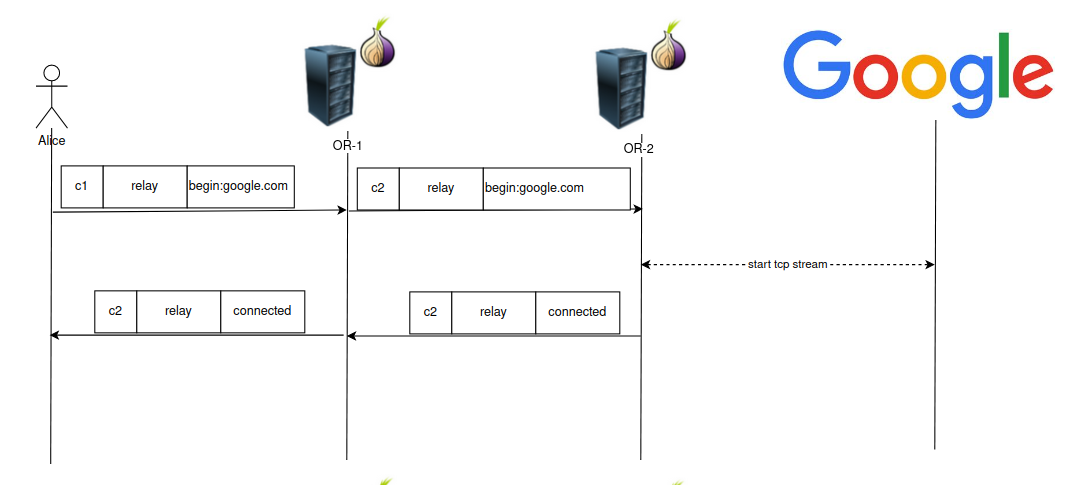 Google
Alice
OR-1
OR-2
c1 relay begin:google.com
c2 relay begin:google.com
start tcp stream
c2 relay connected
c2 relay connected